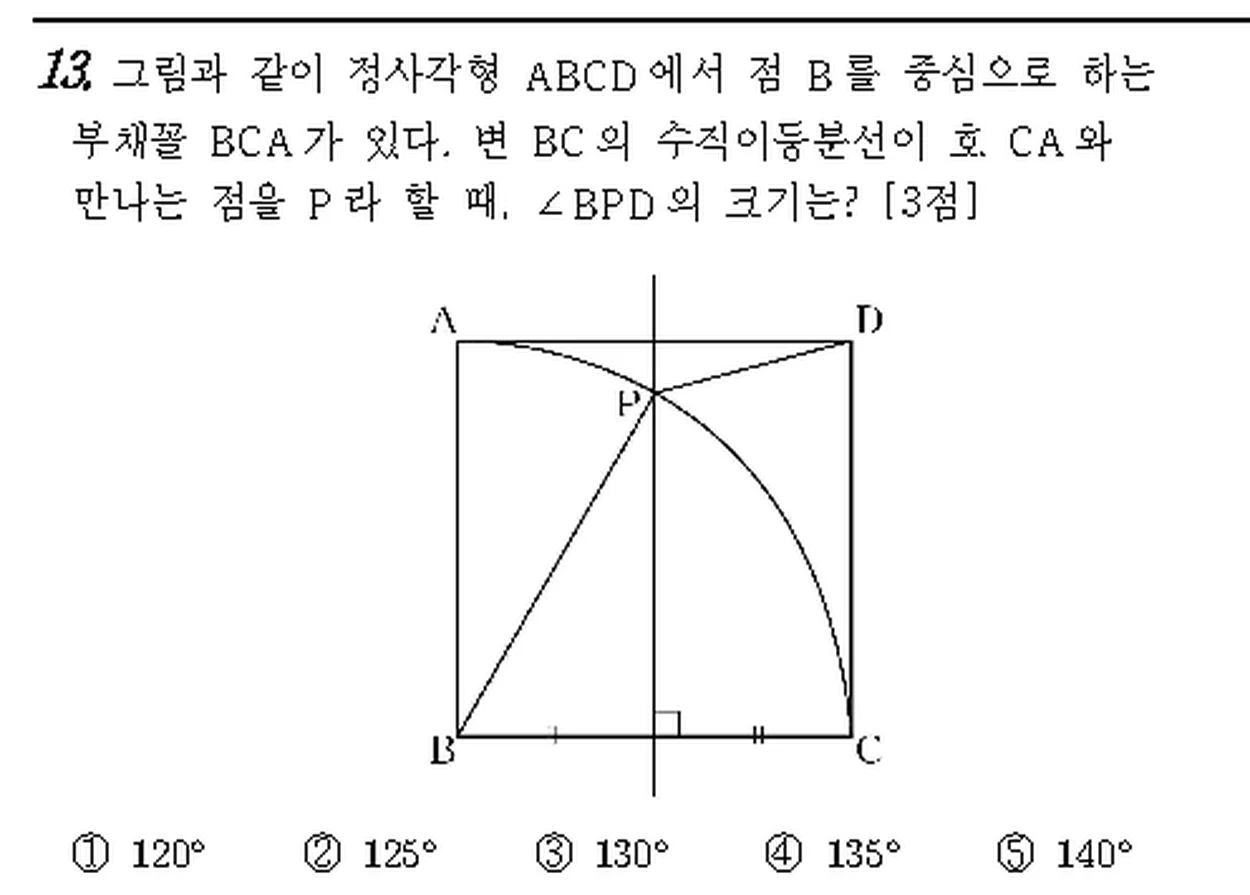 13. 그림과 같이 정사각형 ABCD에서 점 B를 중심으로 하는
부채꼴 BCA가 있다. 변 BC의 수직이등분선이 호 CA와
만나는 점을 P라 할 때, ∠BPD의 크기는? [3점]
A D
P
B C
① 120° ② 125° ③ 130° ④ 135° ⑤ 140°